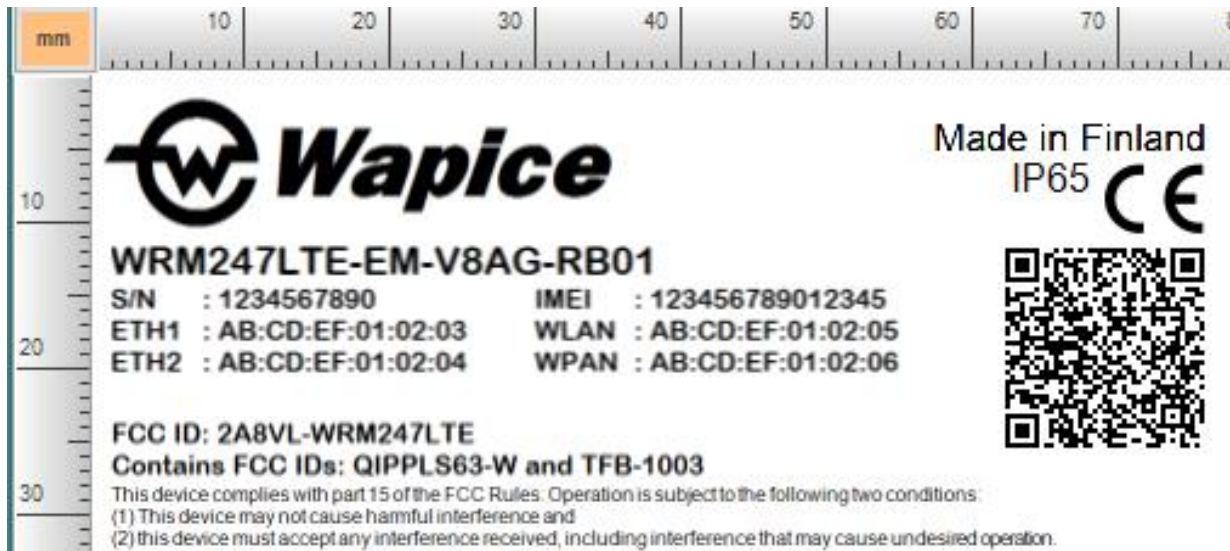 mm
10 20 30 40 50 60 70
10
20
30
Wapice
Made in Finland
IP65 CE
WRM247LTE-EM-V8AG-RB01
S/N : 1234567890 IMEI : 123456789012345
ETH1 : AB:CD:EF:01:02:03 WLAN : AB:CD:EF:01:02:05
ETH2 : AB:CD:EF:01:02:04 WPAN : AB:CD:EF:01:02:06
FCC ID: 2A8VL-WRM247LTE
Contains FCC IDs: QIPPLS63-W and TFB-1003
This device complies with part 15 of the FCC Rules. Operation is subject to the following two conditions:
(1) This device may not cause harmful interference and
(2) this device must accept any interference received, including interference that may cause undesired operation.